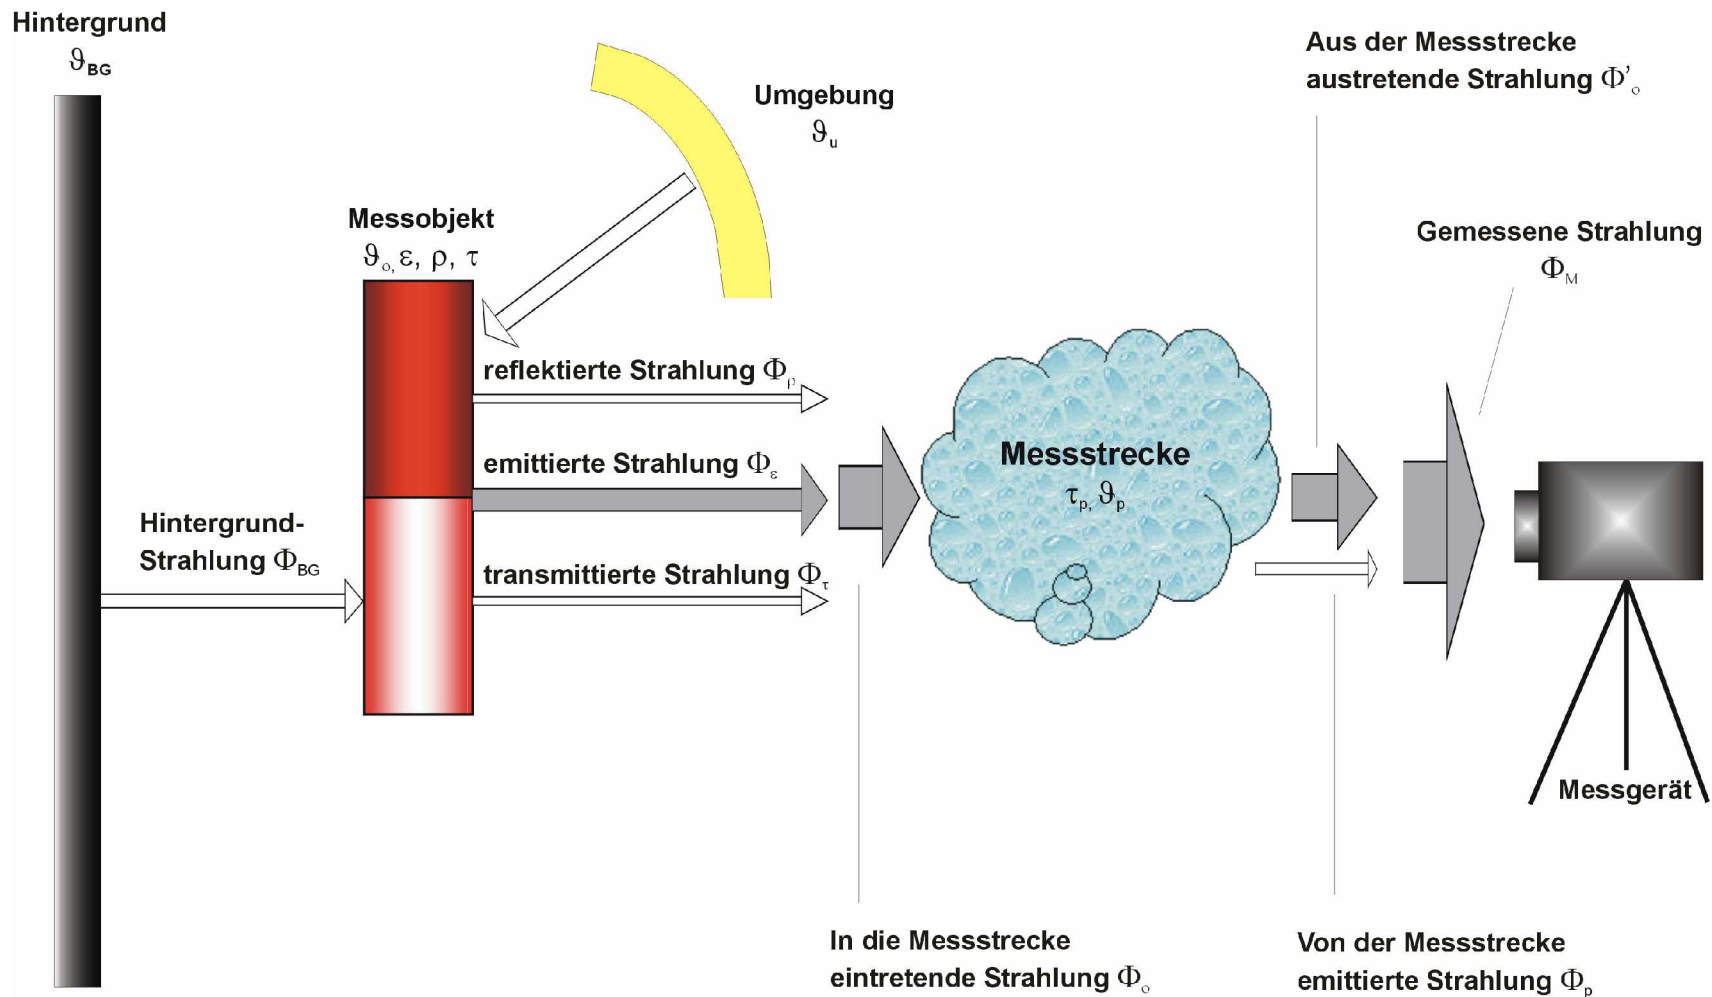 Hintergrund
ϑBG
Umgebung
ϑu
Aus der Messstrecke
austretende Strahlung Φ'o
Messobjekt
ϑo, ε, ρ, τ
Gemessene Strahlung
ΦM
reflektierte Strahlung Φρ
emittierte Strahlung Φε
Messstrecke
τp, ϑp
Hintergrund-
Strahlung ΦBG
transmittierte Strahlung Φτ
Messgerät
In die Messstrecke
eintretende Strahlung Φo
Von der Messstrecke
emittierte Strahlung Φp